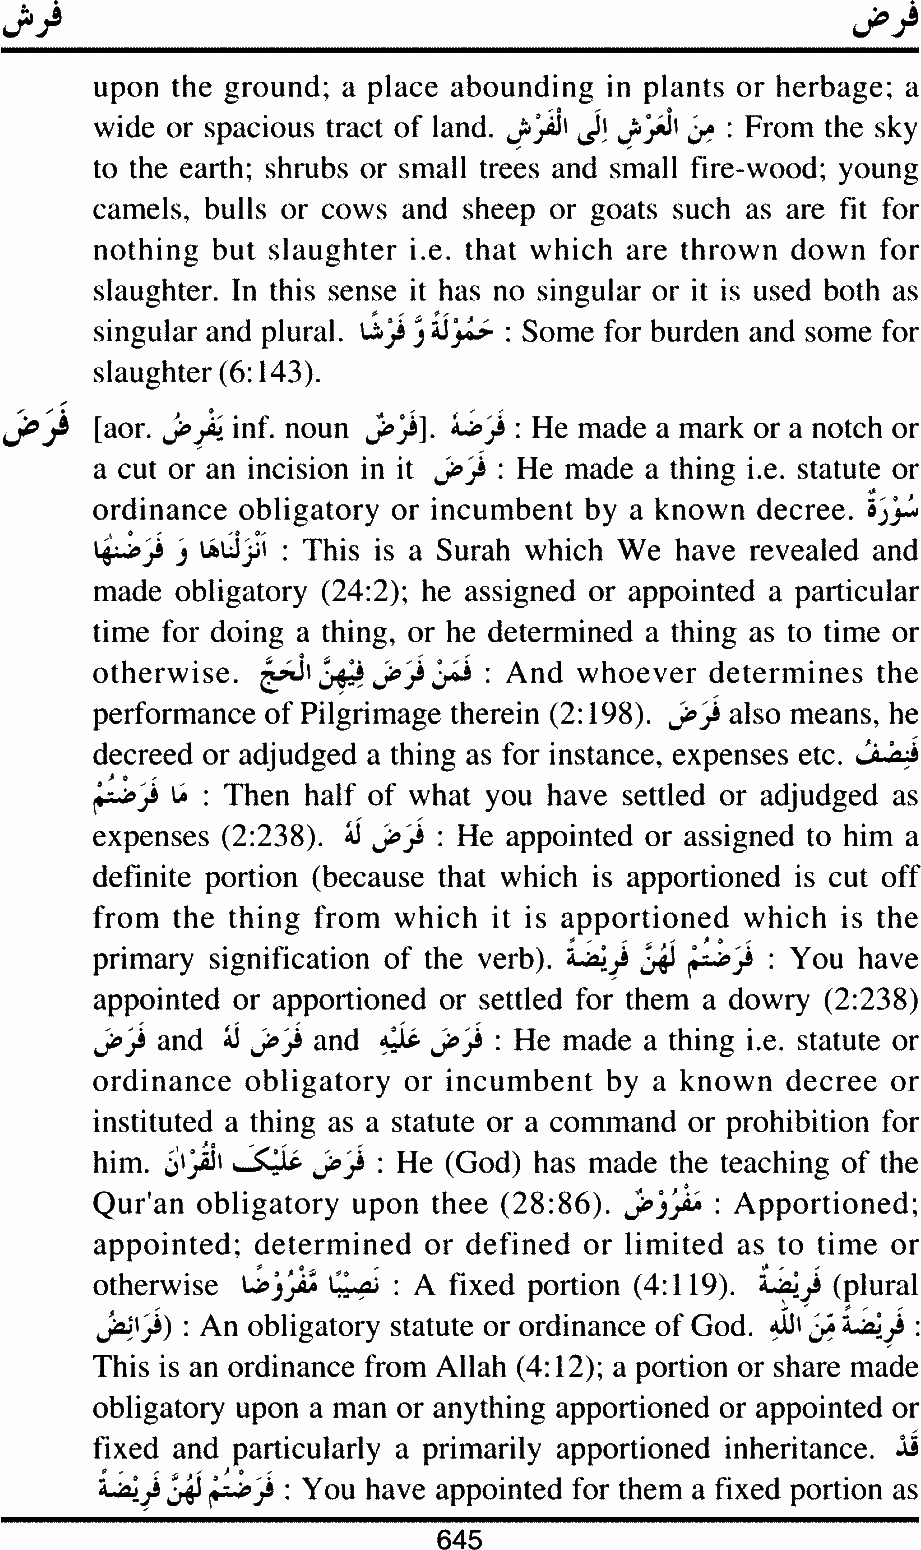 فرش فرض
upon the ground; a place abounding in plants or herbage; a
wide or spacious tract of land. مِنَ الْعَرْشِ اِلَى الْفَرْشِ : From the sky
to the earth; shrubs or small trees and small fire-wood; young
camels, bulls or cows and sheep or goats such as are fit for
nothing but slaughter i.e. that which are thrown down for
slaughter. In this sense it has no singular or it is used both as
singular and plural. حَمُوْلَةً وَّ فَرْشًا : Some for burden and some for
slaughter (6:143).
فَرَضَ [aor. يَفْرِضُ inf. noun فَرْضٌ]. فَرَضَهُ : He made a mark or a notch or
a cut or an incision in it فَرَضَ : He made a thing i.e. statute or
ordinance obligatory or incumbent by a known decree. سُوْرَةٌ
اَنْزَلْنَاهَا وَ فَرَضْنٰهَا : This is a Surah which We have revealed and
made obligatory (24:2); he assigned or appointed a particular
time for doing a thing, or he determined a thing as to time or
otherwise. فَمَنْ فَرَضَ فِيْهِنَّ الْحَجَّ : And whoever determines the
performance of Pilgrimage therein (2:198). فَرَضَ also means, he
decreed or adjudged a thing as for instance, expenses etc. فَنِصْفُ
مَا فَرَضْتُمْ : Then half of what you have settled or adjudged as
expenses (2:238). فَرَضَ لَهُ : He appointed or assigned to him a
definite portion (because that which is apportioned is cut off
from the thing from which it is apportioned which is the
primary signification of the verb). فَرَضْتُمْ لَهُنَّ فَرِيْضَةً : You have
appointed or apportioned or settled for them a dowry (2:238)
فَرَضَ and فَرَضَ لَهُ and فَرَضَ عَلَيْهِ : He made a thing i.e. statute or
ordinance obligatory or incumbent by a known decree or
instituted a thing as a statute or a command or prohibition for
him. فَرَضَ عَلَيْكَ الْقُرْاٰنَ : He (God) has made the teaching of the
Qur'an obligatory upon thee (28:86). مَفْرُوْضٌ : Apportioned;
appointed; determined or defined or limited as to time or
otherwise نَصِيْبًا مَّفْرُوْضًا : A fixed portion (4:119). فَرِيْضَةٌ (plural
فَرَائِضُ) : An obligatory statute or ordinance of God. فَرِيْضَةً مِّنَ اللّٰهِ :
This is an ordinance from Allah (4:12); a portion or share made
obligatory upon a man or anything apportioned or appointed or
fixed and particularly a primarily apportioned inheritance. قَدْ
فَرَضْتُمْ لَهُنَّ فَرِيْضَةً : You have appointed for them a fixed portion as
645